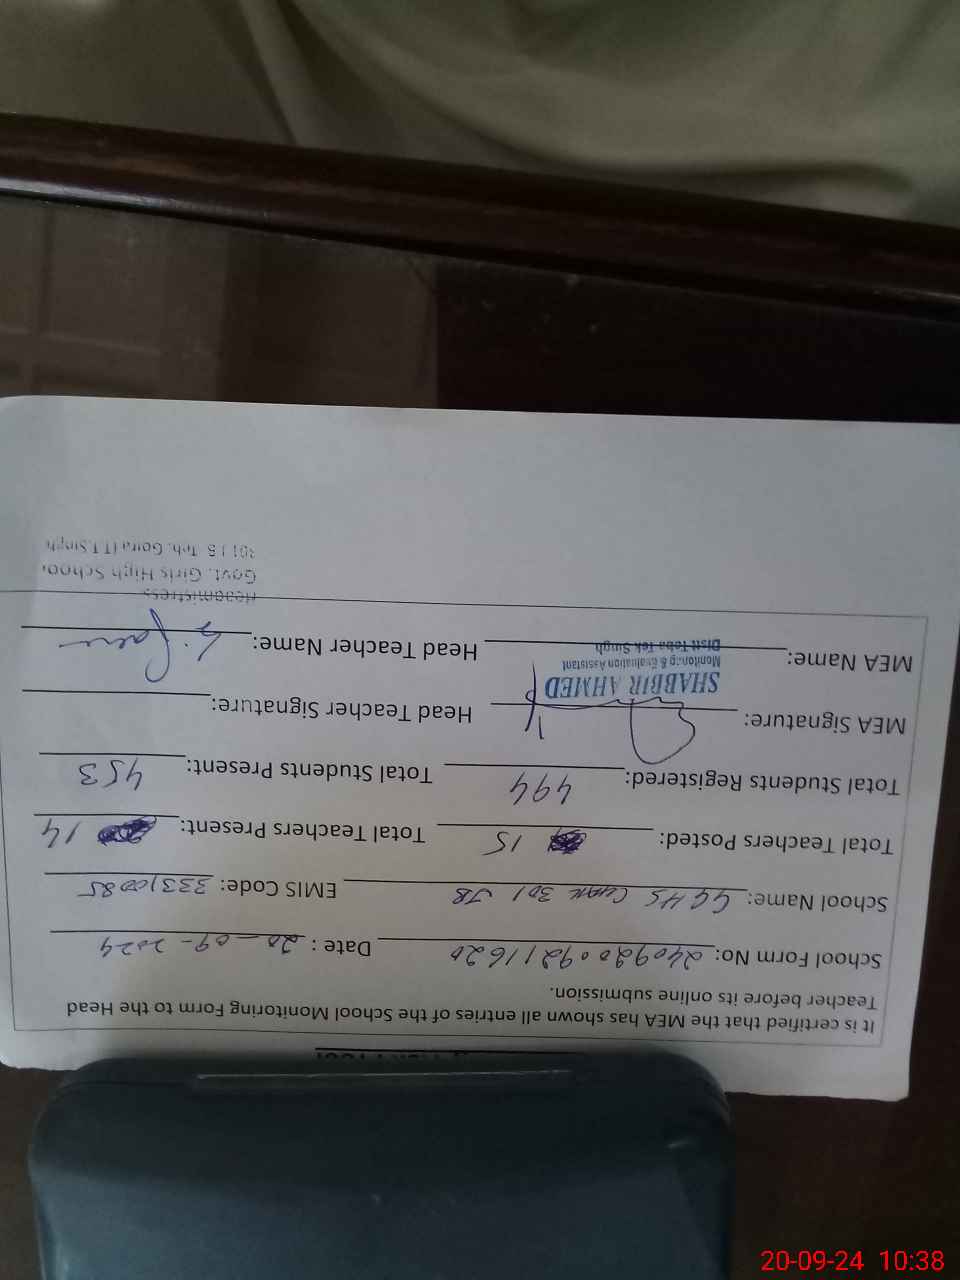 It is certified that the MEA has shown all entries of the School Monitoring Form to the Head
Teacher before its online submission.
School Form No: 24092009211620 Date: 20-09-2024
School Name: GGHS CHAK 301 JB EMIS Code: 33310085
Total Teachers Posted: 15 Total Teachers Present: 14
Total Students Registered: 494 Total Students Present: 453
MEA Signature: Head Teacher Signature:
SHABBIR AHMED
Monitoring & Evaluation Assistant
Distt Toba Tek Singh
MEA Name: Head Teacher Name:
Headmistress
Govt. Girls High School
301 J B Teh. Gojra (T.T.Singh
20-09-24 10:38